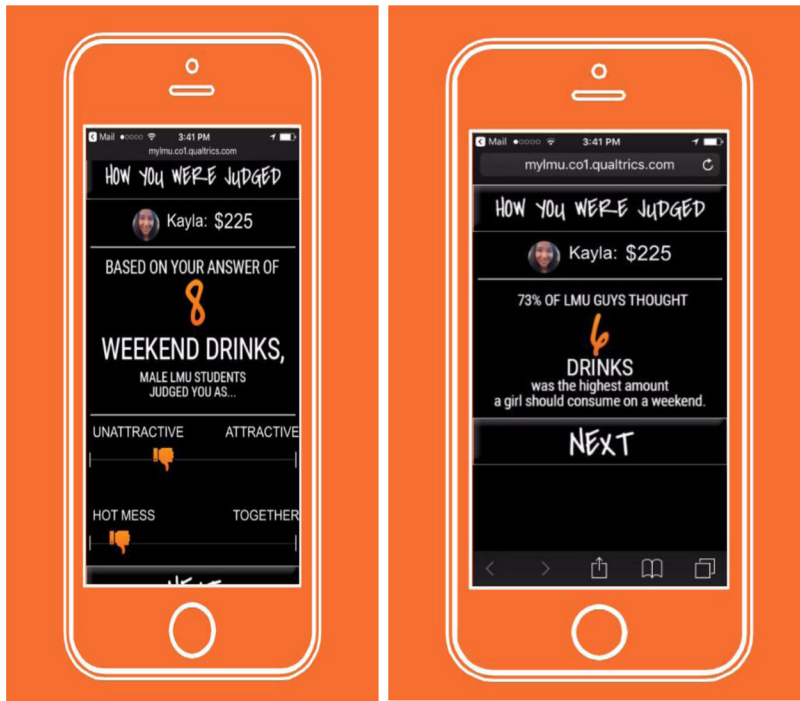 Mail 3:41 PM
mylmu.co1.qualtrics.com
HOW YOU WERE JUDGED
Kayla: $225
BASED ON YOUR ANSWER OF
8
WEEKEND DRINKS,
MALE LMU STUDENTS
JUDGED YOU AS...
UNATTRACTIVE ATTRACTIVE
HOT MESS TOGETHER
Mail 3:41 PM
mylmu.co1.qualtrics.com
HOW YOU WERE JUDGED
Kayla: $225
73% OF LMU GUYS THOUGHT
6
DRINKS
was the highest amount
a girl should consume on a weekend.
NEXT